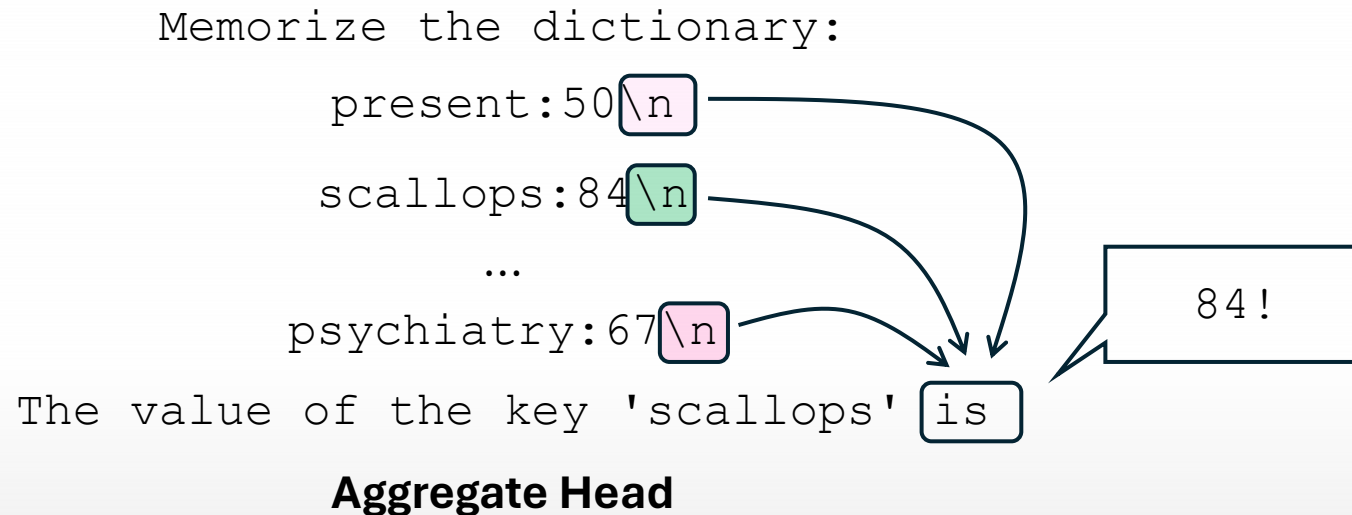 Memorize the dictionary:
present:50\n
scallops:84\n
...
psychiatry:67\n
84!
The value of the key 'scallops' is
Aggregate Head